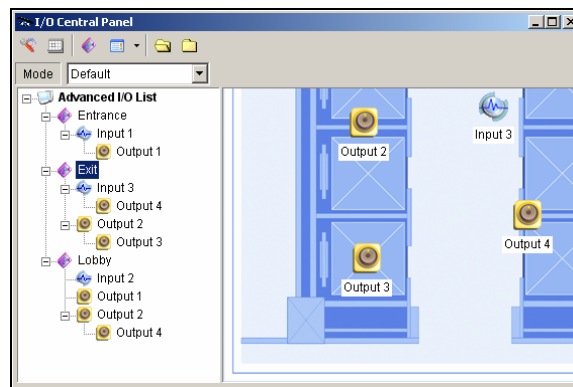 I/O Central Panel
Mode
Default
Advanced I/O List
Entrance
Input 1
Output 1
Exit
Input 3
Output 4
Output 2
Output 3
Lobby
Input 2
Output 1
Output 2
Output 4
Output 2
Input 3
Output 4
Output 3